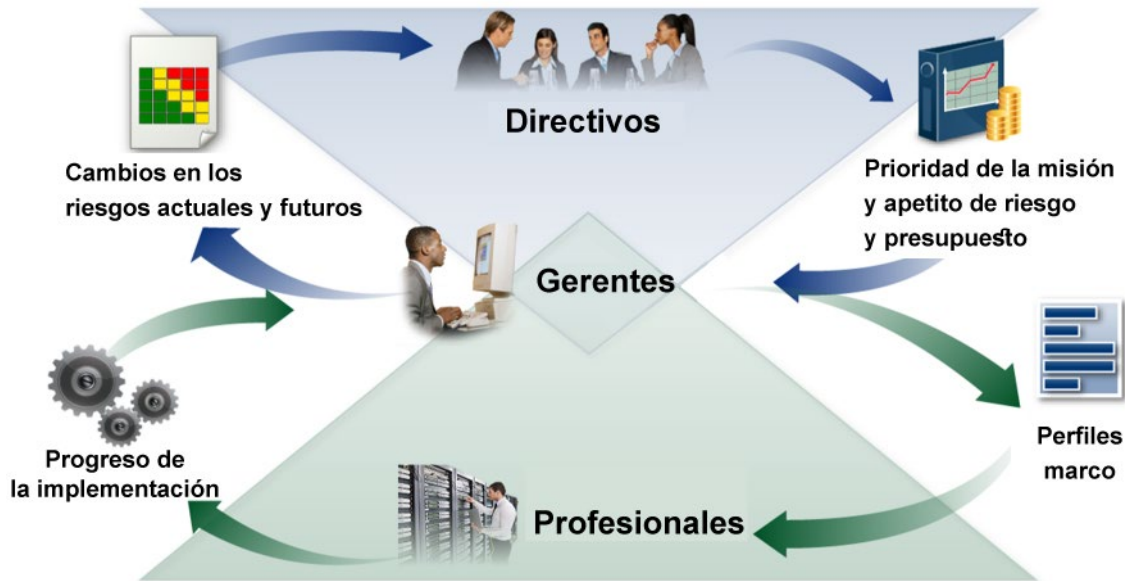 Directivos
Cambios en los
riesgos actuales y futuros
Prioridad de la misión
y apetito de riesgo
y presupuesto
Gerentes
Progreso de
la implementación
Perfiles
marco
Profesionales